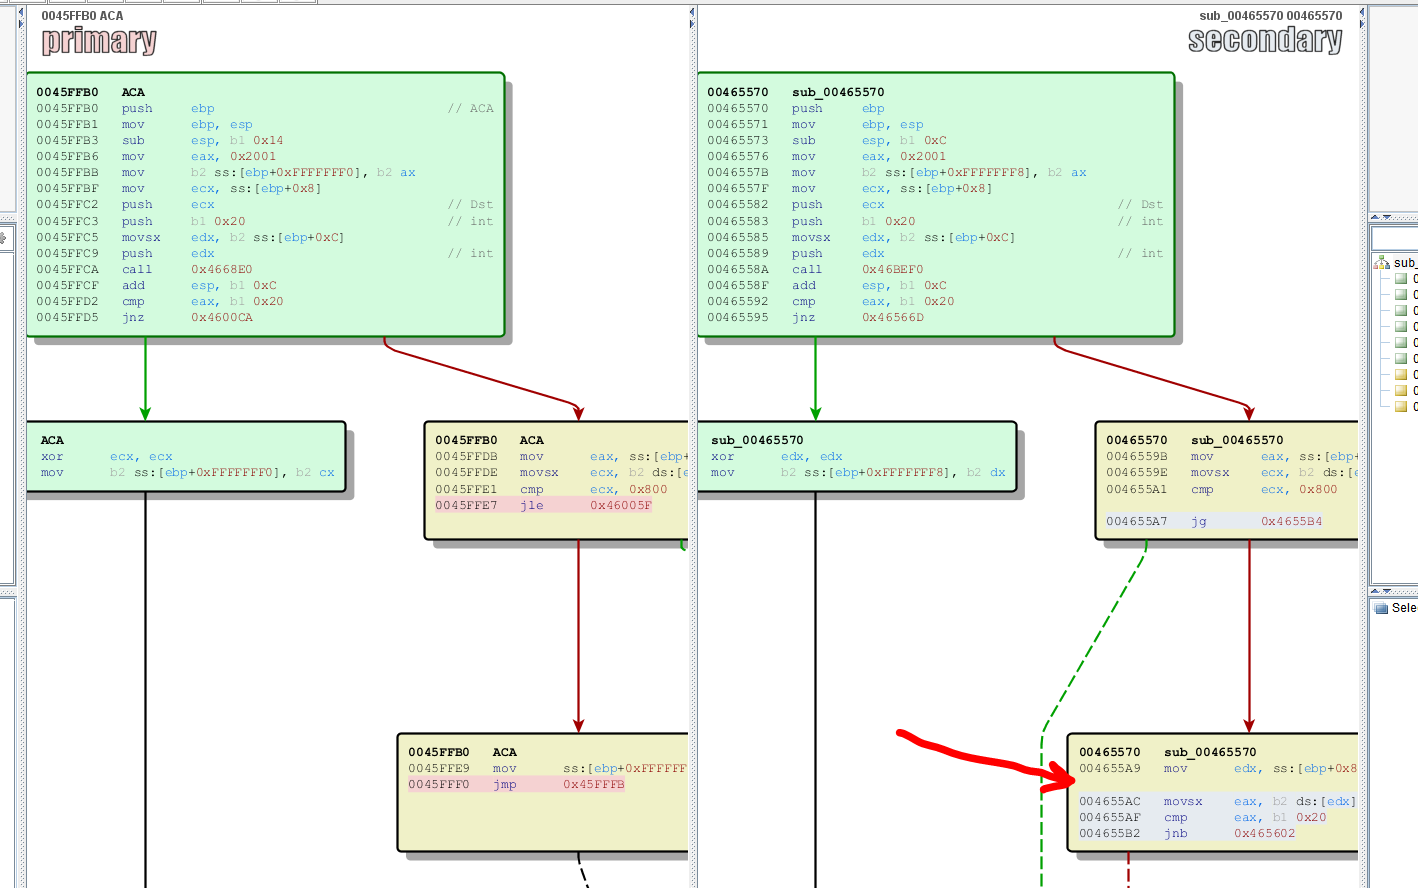 0045FFB0 ACA
primary
0045FFB0 ACA
0045FFB0 push ebp // ACA
0045FFB1 mov ebp, esp
0045FFB3 sub esp, b1 0x14
0045FFB6 mov eax, 0x2001
0045FFBB mov b2 ss:[ebp+0xFFFFFFF0], b2 ax
0045FFBF mov ecx, ss:[ebp+0x8]
0045FFC2 push ecx // Dst
0045FFC3 push b1 0x20 // int
0045FFC5 movsx edx, b2 ss:[ebp+0xC]
0045FFC9 push edx // int
0045FFCA call 0x4668E0
0045FFCF add esp, b1 0xC
0045FFD2 cmp eax, b1 0x20
0045FFD5 jnz 0x4600CA
ACA
xor ecx, ecx
mov b2 ss:[ebp+0xFFFFFFF0], b2 cx
0045FFB0 ACA
0045FFDB mov eax, ss:[ebp+
0045FFDE movsx ecx, b2 ds:[e
0045FFE1 cmp ecx, 0x800
0045FFE7 jle 0x46005F
0045FFB0 ACA
0045FFE9 mov ss:[ebp+0xFFFFFF
0045FFF0 jmp 0x45FFFB
sub_00465570 00465570
secondary
00465570 sub_00465570
00465570 push ebp
00465571 mov ebp, esp
00465573 sub esp, b1 0xC
00465576 mov eax, 0x2001
0046557B mov b2 ss:[ebp+0xFFFFFFF8], b2 ax
0046557F mov ecx, ss:[ebp+0x8]
00465582 push ecx // Dst
00465583 push b1 0x20 // int
00465585 movsx edx, b2 ss:[ebp+0xC]
00465589 push edx // int
0046558A call 0x46BEF0
0046558F add esp, b1 0xC
00465592 cmp eax, b1 0x20
00465595 jnz 0x46566D
sub_00465570
xor edx, edx
mov b2 ss:[ebp+0xFFFFFFF8], b2 dx
00465570 sub_00465570
0046559B mov eax, ss:[ebp+
0046559E movsx ecx, b2 ds:[e
004655A1 cmp ecx, 0x800
004655A7 jg 0x4655B4
00465570 sub_00465570
004655A9 mov edx, ss:[ebp+0x8
004655AC movsx eax, b2 ds:[edx]
004655AF cmp eax, b1 0x20
004655B2 jnb 0x465602
sub_
0
0
0
0
0
0
0
0
0
Sele